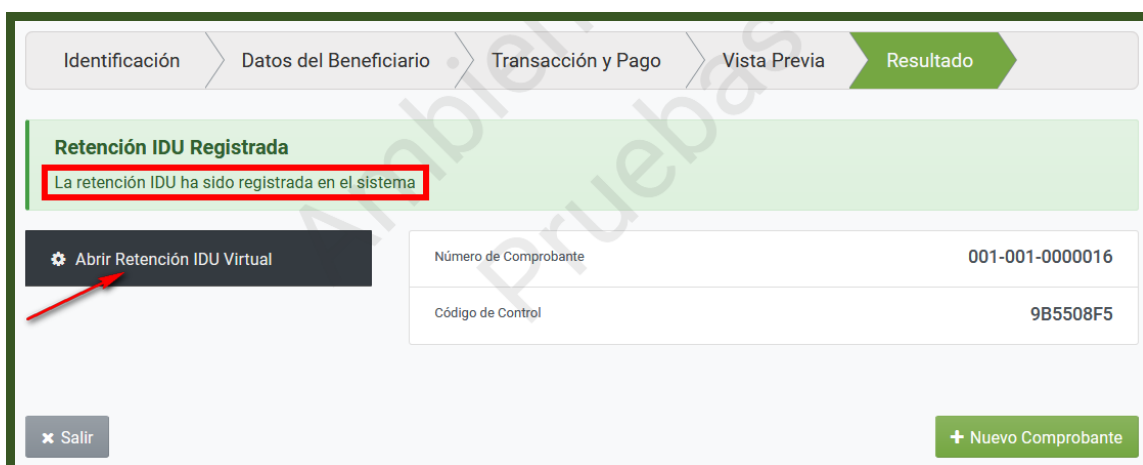 Identificación
Datos del Beneficiario
Transacción y Pago
Vista Previa
Resultado
Retención IDU Registrada
La retención IDU ha sido registrada en el sistema
Abrir Retención IDU Virtual
Número de Comprobante
001-001-0000016
Código de Control
9B5508F5
Salir
Nuevo Comprobante
Pruebas